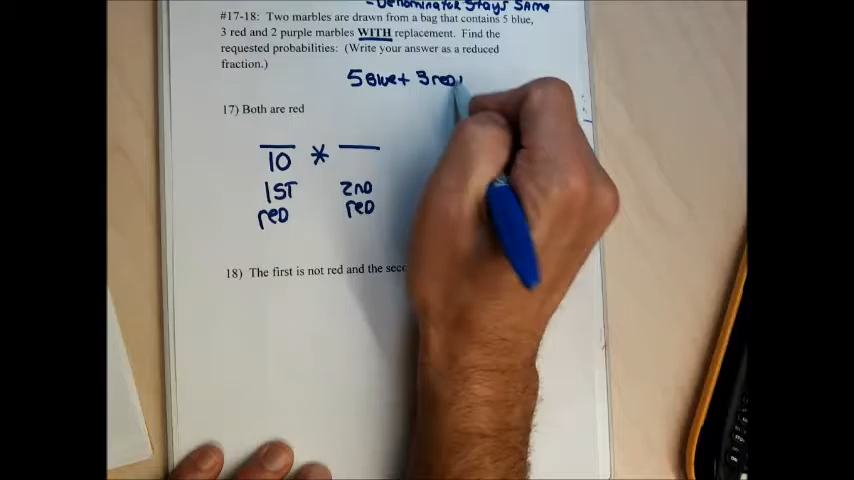 - Denominator Stays Same
#17-18: Two marbles are drawn from a bag that contains 5 blue,
3 red and 2 purple marbles WITH replacement. Find the
requested probabilities: (Write your answer as a reduced
fraction.)
5 Blue + 3 red
17) Both are red
10 *
1ST 2ND
red red
18) The first is not red and the